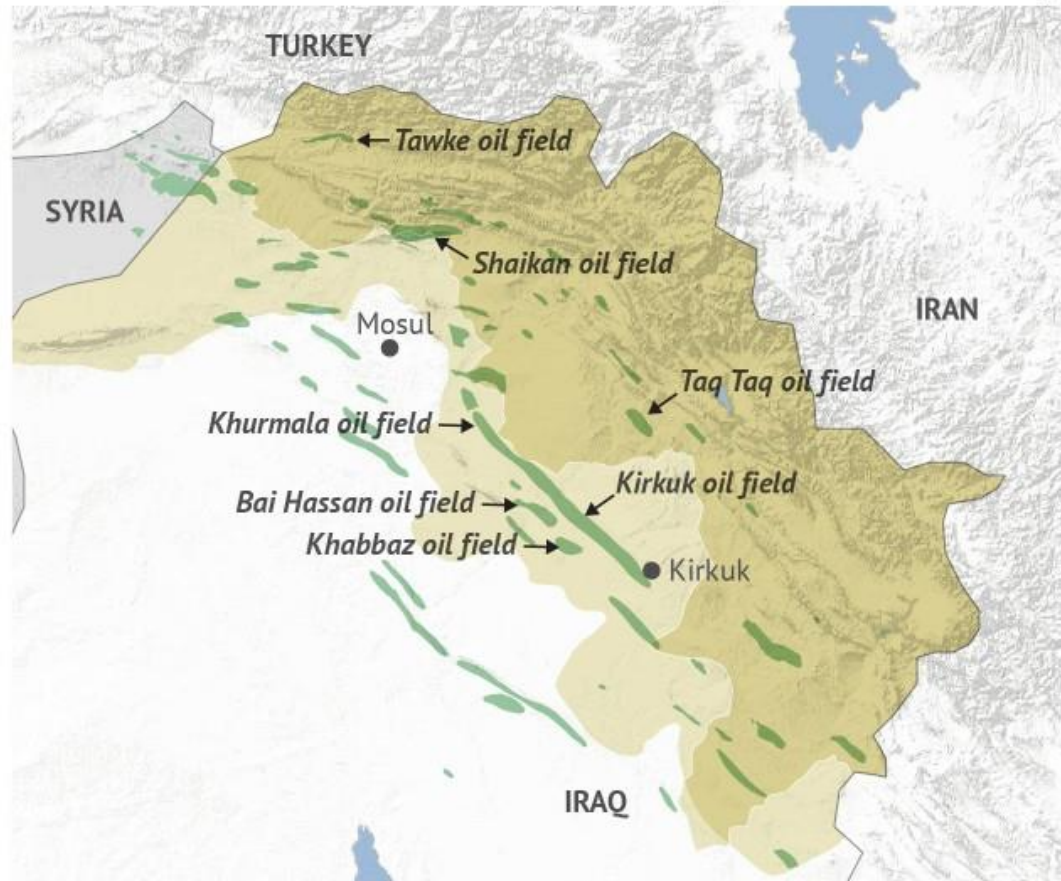 TURKEY
Tawke oil field
SYRIA
Shaikan oil field
IRAN
Mosul
Taq Taq oil field
Khurmala oil field
Kirkuk oil field
Bai Hassan oil field
Khabbaz oil field
Kirkuk
IRAQ